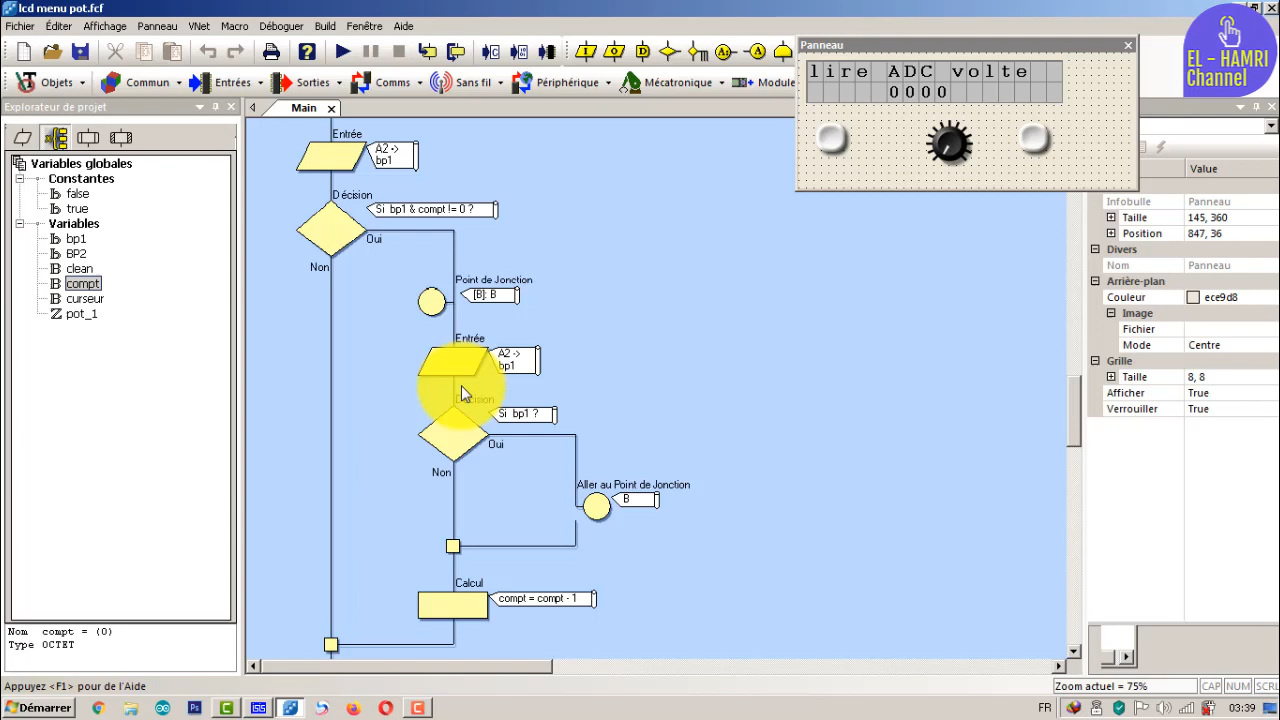 lcd menu pot.fcf
Fichier Éditer Affichage Panneau VNet Macro Déboguer Build Fenêtre Aide
Objets Commun Entrées Sorties Comms Sans fil Périphérique Mécatronique Module
Explorateur de projet
Variables globales
Constantes
false
true
Variables
bp1
BP2
clean
compt
curseur
pot_1
Nom compt = (0)
Type OCTET
Main
Entrée
A2 ->
bp1
Décision
Si bp1 & compt != 0 ?
Oui
Non
Point de Jonction
[B]: B
Entrée
A2 ->
bp1
Si bp1 ?
Oui
Non
Aller au Point de Jonction
B
Calcul
compt = compt - 1
Panneau
lire ADC volte
0000
EL - HAMRI
Channel
Value
Infobulle Panneau
Taille 145, 360
Position 847, 36
Divers
Nom Panneau
Arrière-plan
Couleur ece9d8
Image
Fichier
Mode Centre
Grille
Taille 8, 8
Afficher True
Verrouiller True
Appuyez <F1> pour de l'Aide
Zoom actuel = 75% CAP NUM SCRL
Démarrer
FR 03:39